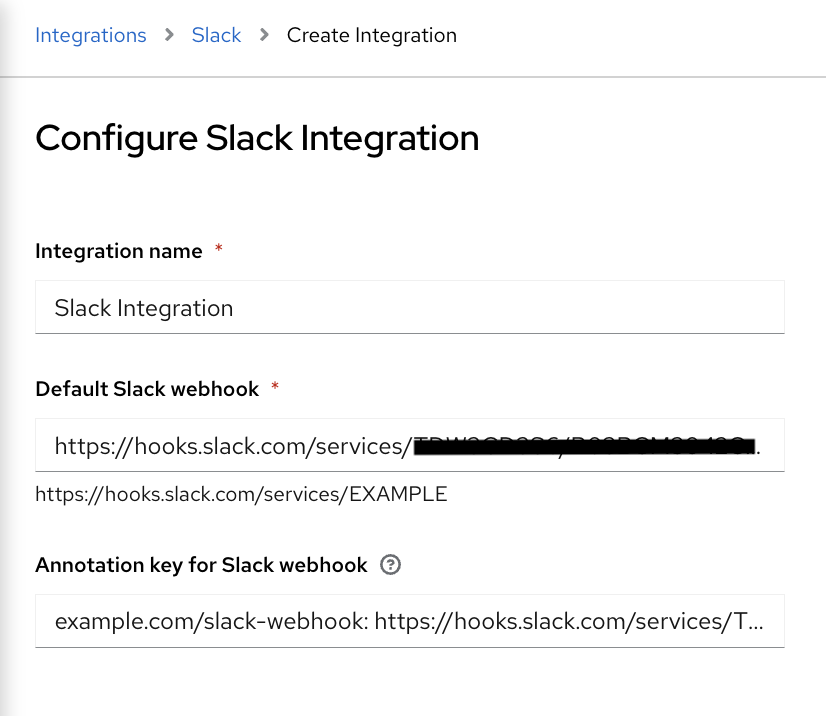 Integrations > Slack > Create Integration
Configure Slack Integration
Integration name *
Slack Integration
Default Slack webhook *
https://hooks.slack.com/services/
https://hooks.slack.com/services/EXAMPLE
Annotation key for Slack webhook ?
example.com/slack-webhook: https://hooks.slack.com/services/T...